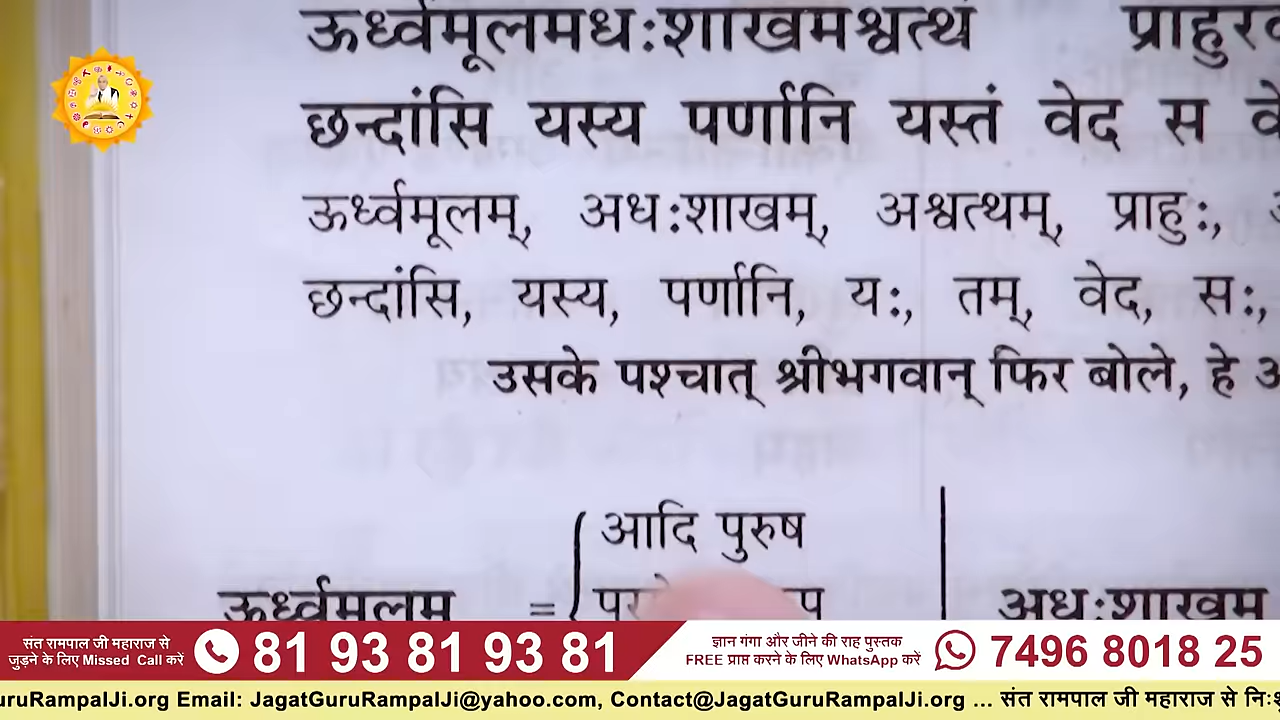 ऊर्ध्वमूलमधःशाखमश्वत्थं प्राहुरव
छन्दांसि यस्य पर्णानि यस्तं वेद स वे
ऊर्ध्वमूलम्, अधःशाखम्, अश्वत्थम्, प्राहुः,
छन्दांसि, यस्य, पर्णानि, यः, तम्, वेद, सः,
उसके पश्चात् श्रीभगवान् फिर बोले, हे अ
आदि पुरुष
ऊर्ध्वमूलम् = अधःशाखम्
संत रामपाल जी महाराज से
जुड़ने के लिए Missed Call करें
81 93 81 93 81
ज्ञान गंगा और जीने की राह पुस्तक
FREE प्राप्त करने के लिए WhatsApp करें
7496 8018 25
uruRampalJi.org Email: JagatGuruRampalJi@yahoo.com, Contact@JagatGuruRampalJi.org ... संत रामपाल जी महाराज से निःशु